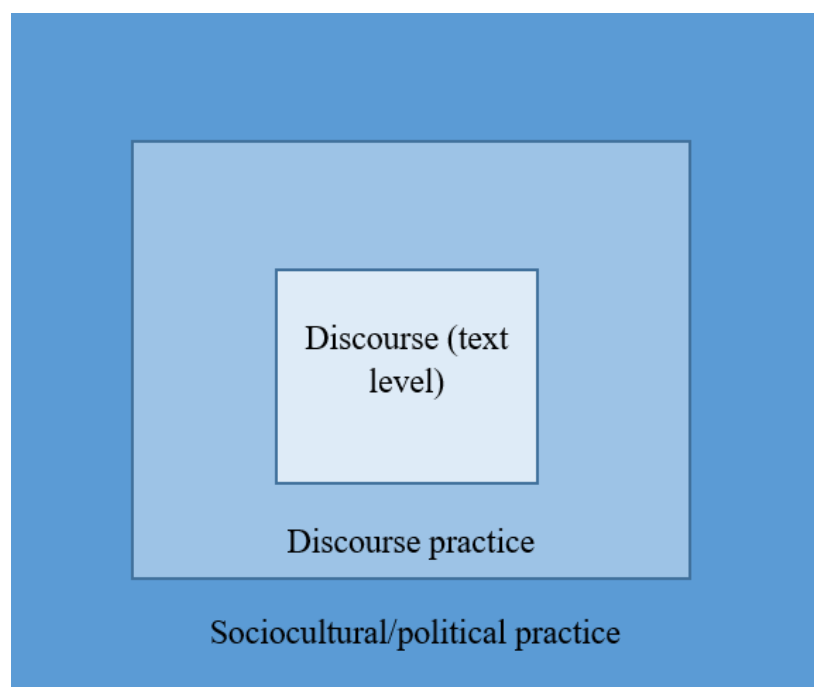 Discourse (text
level)
Discourse practice
Sociocultural/political practice